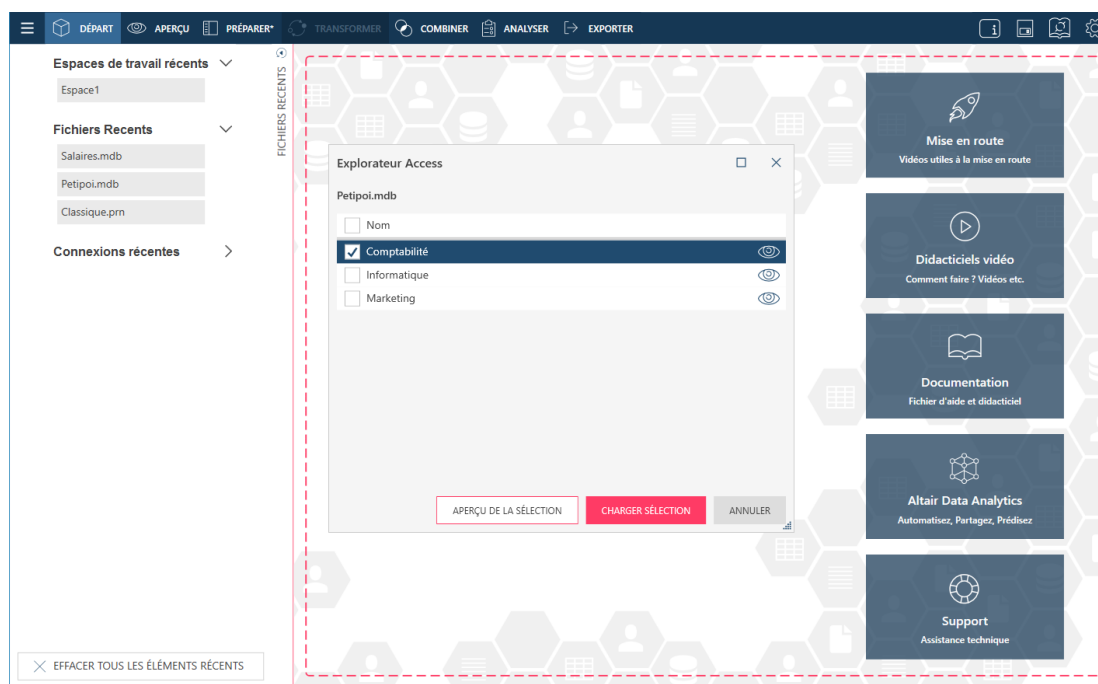 DÉPART
APERÇU
PRÉPARER*
TRANSFORMER
COMBINER
ANALYSER
EXPORTER
Espaces de travail récents
Espace1
Fichiers Recents
Salaires.mdb
Petipoi.mdb
Classique.prn
Connexions récentes
EFFACER TOUS LES ÉLÉMENTS RÉCENTS
FICHIERS RECENTS
Explorateur Access
Petipoi.mdb
Nom
Comptabilité
Informatique
Marketing
APERÇU DE LA SÉLECTION
CHARGER SÉLECTION
ANNULER
Mise en route
Vidéos utiles à la mise en route
Didacticiels vidéo
Comment faire ? Vidéos etc.
Documentation
Fichier d'aide et didacticiel
Altair Data Analytics
Automatisez, Partagez, Prédisez
Support
Assistance technique